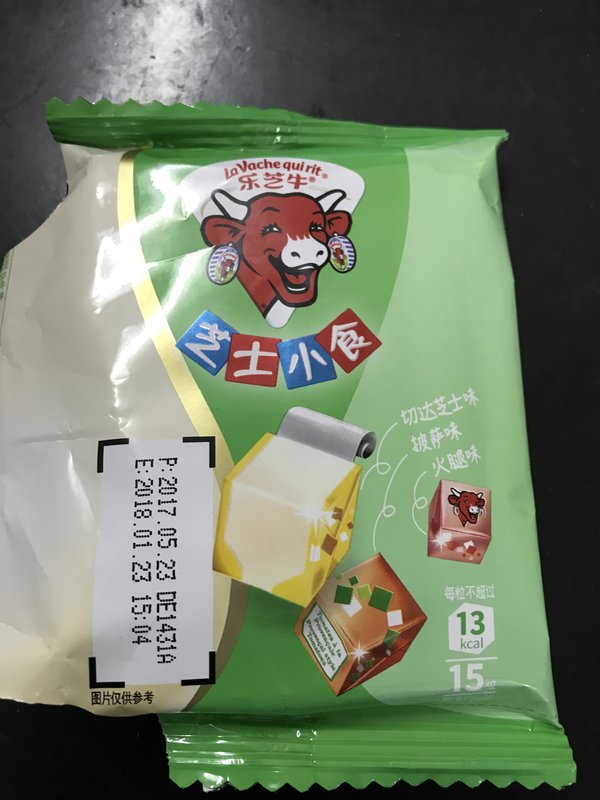 La Vache qui rit®
乐芝牛®
芝士小食
切达芝士味
披萨味
火腿味
每粒不超过
13
kcal
15
P:2017.05.23 DE1431A
E:2018.01.23 15:04
图片仅供参考